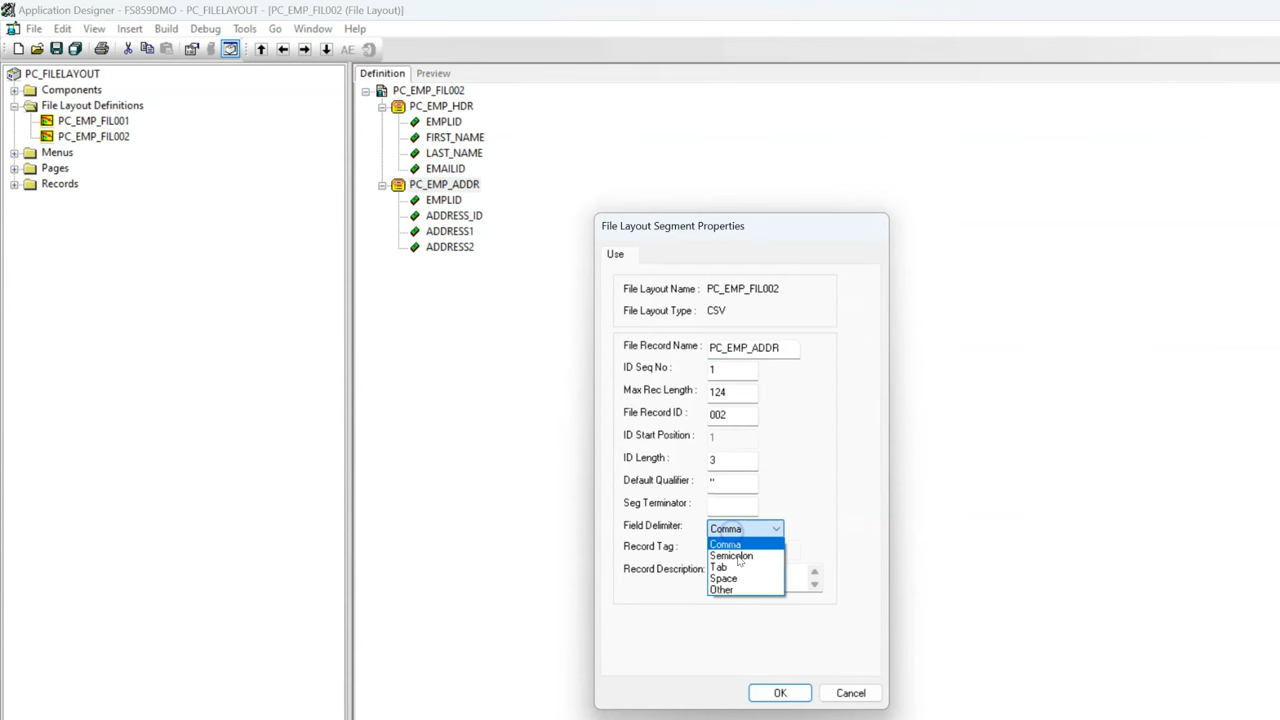 Application Designer - FS859DMO - PC_FILELAYOUT - [PC_EMP_FIL002 (File Layout)]
File Edit View Insert Build Debug Tools Go Window Help
AE
PC_FILELAYOUT
Components
File Layout Definitions
PC_EMP_FIL001
PC_EMP_FIL002
Menus
Pages
Records
Definition Preview
PC_EMP_FIL002
PC_EMP_HDR
EMPLID
FIRST_NAME
LAST_NAME
EMAILID
PC_EMP_ADDR
EMPLID
ADDRESS_ID
ADDRESS1
ADDRESS2
File Layout Segment Properties
Use
File Layout Name : PC_EMP_FIL002
File Layout Type : CSV
File Record Name : PC_EMP_ADDR
ID Seq No : 1
Max Rec Length : 124
File Record ID : 002
ID Start Position : 1
ID Length : 3
Default Qualifier : "
Seg Terminator :
Field Delimiter: Comma
Comma
Record Tag :
Semicolon
Tab
Record Description:
Space
Other
OK Cancel